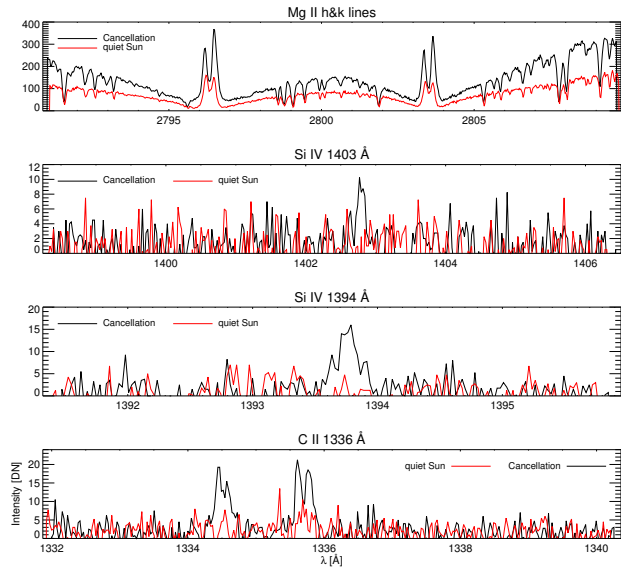 Mg II h&k lines
400
300
200
100
0
Cancellation
quiet Sun
2795
2800
2805
Si IV 1403 Å
12
10
8
6
4
2
0
Cancellation
quiet Sun
1400
1402
1404
1406
Si IV 1394 Å
20
15
10
5
0
Cancellation
quiet Sun
1392
1393
1394
1395
C II 1336 Å
Intensity [DN]
20
15
10
5
0
quiet Sun
Cancellation
1332
1334
1336
1338
1340
λ [Å]